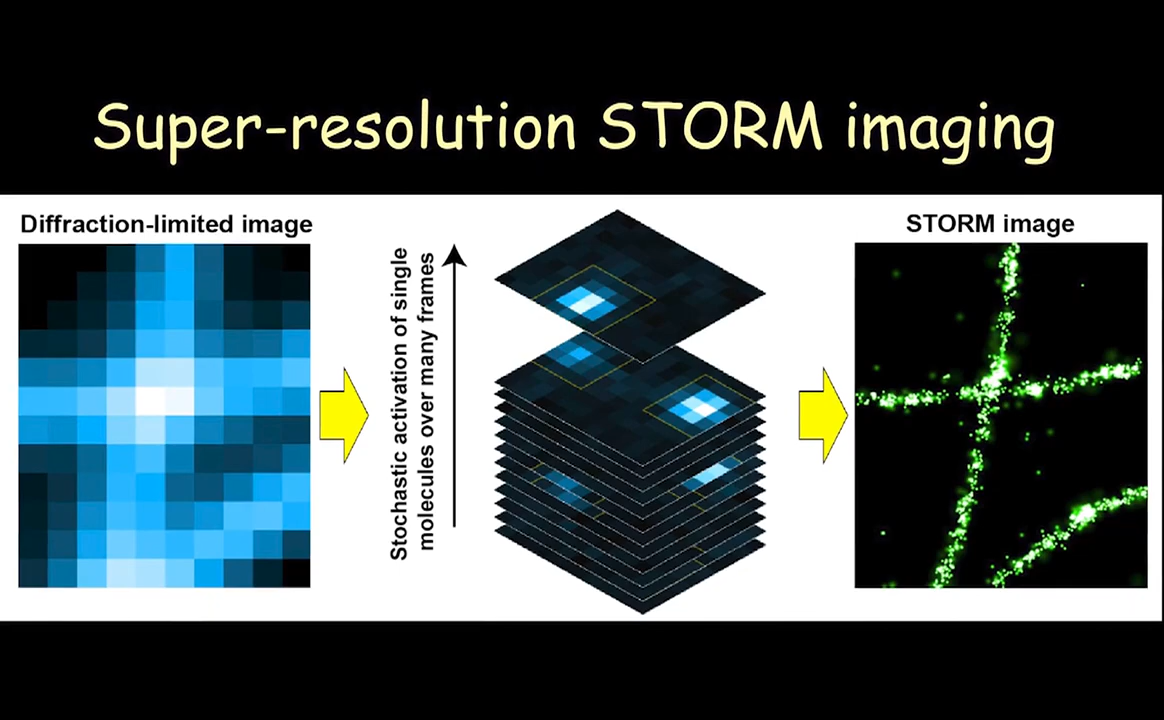 Super-resolution STORM imaging
Diffraction-limited image
Stochastic activation of single
molecules over many frames
STORM image